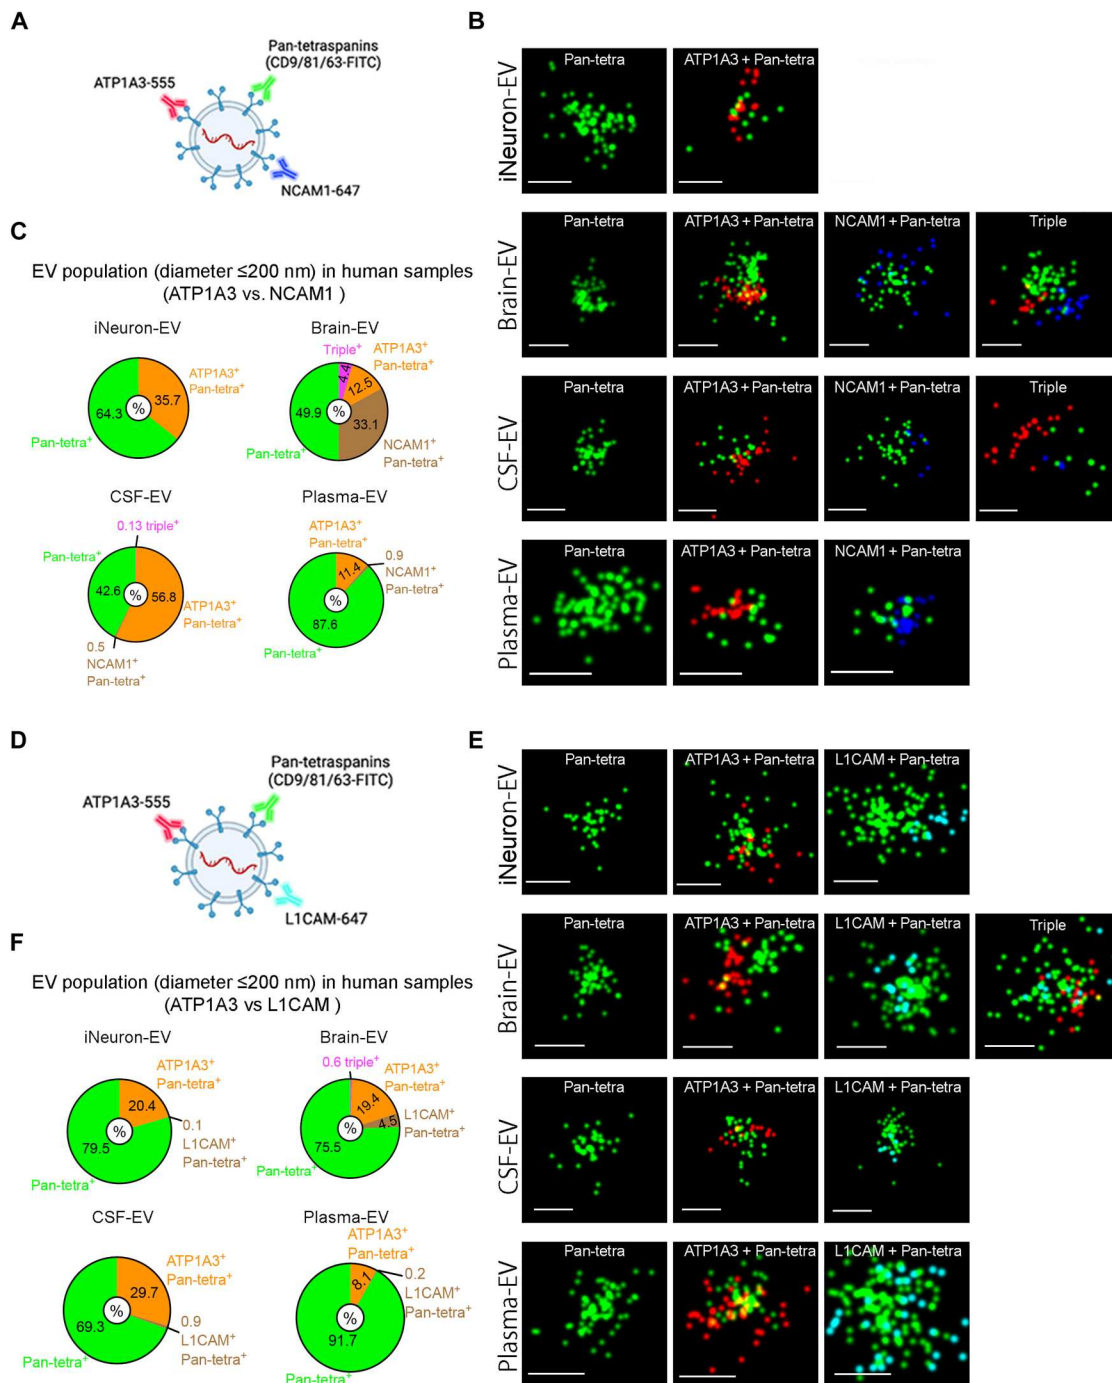 A
Pan-tetraspanins
(CD9/81/63-FITC)
ATP1A3-555
NCAM1-647
B
iNeuron-EV
Pan-tetra
ATP1A3 + Pan-tetra
Brain-EV
Pan-tetra
ATP1A3 + Pan-tetra
NCAM1 + Pan-tetra
Triple
CSF-EV
Pan-tetra
ATP1A3 + Pan-tetra
NCAM1 + Pan-tetra
Triple
Plasma-EV
Pan-tetra
ATP1A3 + Pan-tetra
NCAM1 + Pan-tetra
C
EV population (diameter ≤200 nm) in human samples
(ATP1A3 vs. NCAM1 )
iNeuron-EV
ATP1A3⁺
Pan-tetra⁺
35.7
%
64.3
Pan-tetra⁺
Brain-EV
Triple⁺
ATP1A3⁺
Pan-tetra⁺
4.4
12.5
49.9
%
33.1
NCAM1⁺
Pan-tetra⁺
Pan-tetra⁺
CSF-EV
0.13 triple⁺
Pan-tetra⁺
42.6
%
56.8
ATP1A3⁺
Pan-tetra⁺
0.5
NCAM1⁺
Pan-tetra⁺
Plasma-EV
ATP1A3⁺
Pan-tetra⁺
0.9
NCAM1⁺
Pan-tetra⁺
11.4
%
87.6
Pan-tetra⁺
D
Pan-tetraspanins
(CD9/81/63-FITC)
ATP1A3-555
L1CAM-647
E
iNeuron-EV
Pan-tetra
ATP1A3 + Pan-tetra
L1CAM + Pan-tetra
Brain-EV
Pan-tetra
ATP1A3 + Pan-tetra
L1CAM + Pan-tetra
Triple
CSF-EV
Pan-tetra
ATP1A3 + Pan-tetra
L1CAM + Pan-tetra
Plasma-EV
Pan-tetra
ATP1A3 + Pan-tetra
L1CAM + Pan-tetra
F
EV population (diameter ≤200 nm) in human samples
(ATP1A3 vs L1CAM )
iNeuron-EV
ATP1A3⁺
Pan-tetra⁺
20.4
%
0.1
L1CAM⁺
Pan-tetra⁺
79.5
Pan-tetra⁺
Brain-EV
0.6 triple⁺
ATP1A3⁺
Pan-tetra⁺
19.4
L1CAM⁺
Pan-tetra⁺
4.5
%
75.5
Pan-tetra⁺
CSF-EV
ATP1A3⁺
Pan-tetra⁺
29.7
%
0.9
L1CAM⁺
Pan-tetra⁺
69.3
Pan-tetra⁺
Plasma-EV
ATP1A3⁺
Pan-tetra⁺
8.1
0.2
L1CAM⁺
Pan-tetra⁺
%
91.7
Pan-tetra⁺